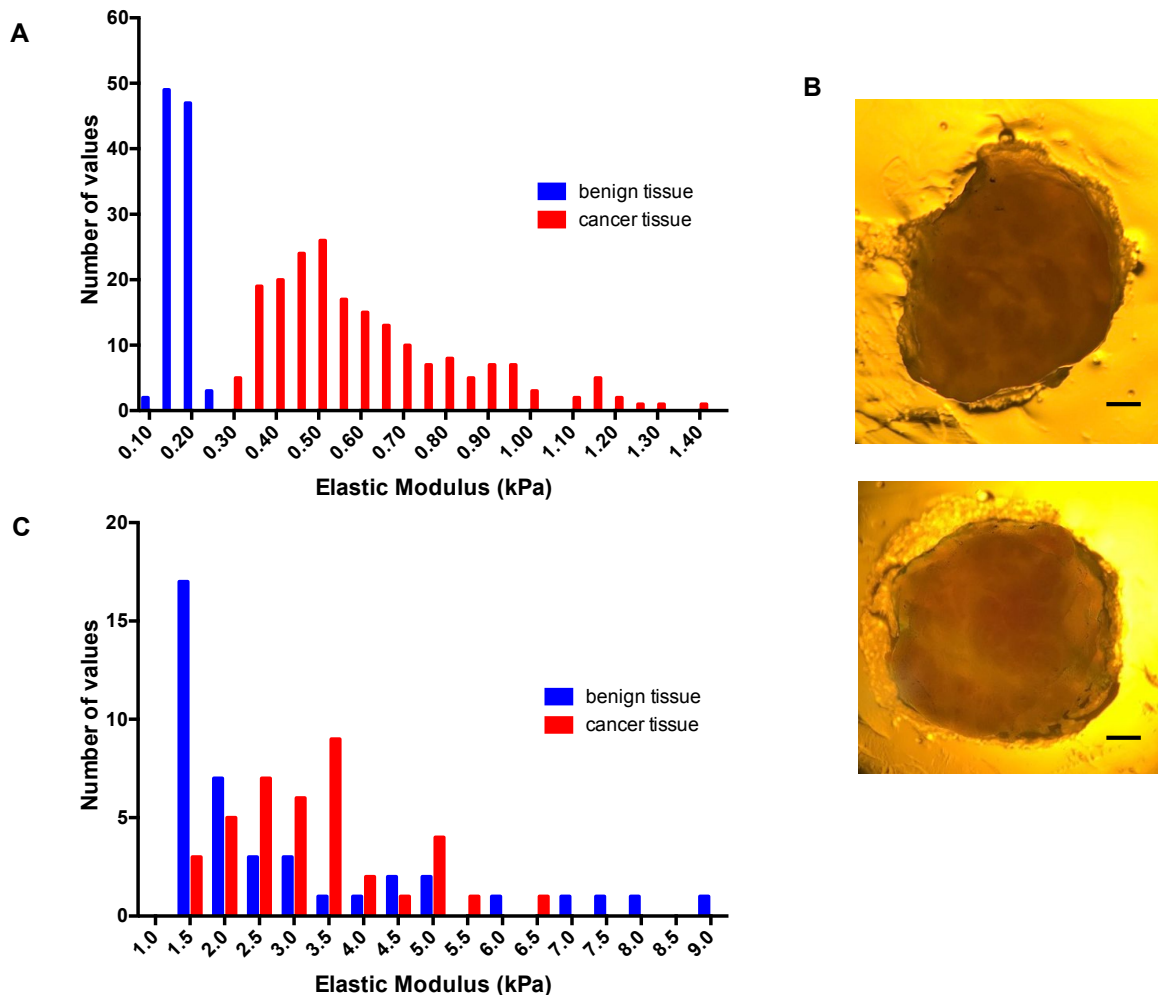 A
60
50
40
30
20
10
0
Number of values
benign tissue
cancer tissue
0.10 0.20 0.30 0.40 0.50 0.60 0.70 0.80 0.90 1.00 1.10 1.20 1.30 1.40
Elastic Modulus (kPa)
B
C
20
15
10
5
0
Number of values
benign tissue
cancer tissue
1.0 1.5 2.0 2.5 3.0 3.5 4.0 4.5 5.0 5.5 6.0 6.5 7.0 7.5 8.0 8.5 9.0
Elastic Modulus (kPa)